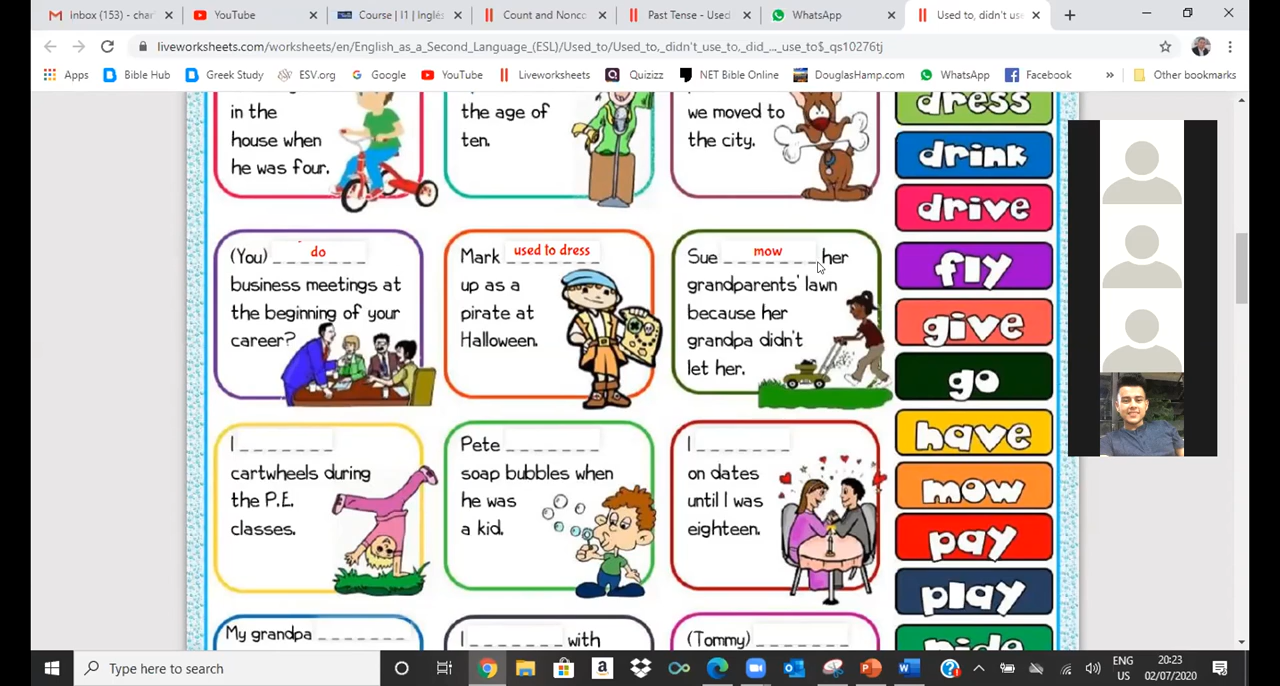 inbox (153) - char
YouTube
Course | I1 | Inglés
Count and Nonco
Past Tense - Used
WhatsApp
Used to, didn't use
liveworksheets.com/worksheets/en/English_as_a_Second_Language_(ESL)/Used_to/Used_to,_didn't_use_to,_did_..._use_to$_qs10276tj
Apps
Bible Hub
Greek Study
ESV.org
Google
YouTube
Liveworksheets
Quizizz
NET Bible Online
DouglasHamp.com
WhatsApp
Facebook
»
Other bookmarks
in the
house when
he was four.
the age of
ten.
we moved to
the city.
(You) do
business meetings at
the beginning of your
career?
Mark used to dress
up as a
pirate at
Halloween.
Sue mow her
grandparents' lawn
because her
grandpa didn't
let her.
I _ _ _ _ _ _ _ _
cartwheels during
the P.E.
classes.
Pete _ _ _ _ _ _ _ _
soap bubbles when
he was
a kid.
I _ _ _ _ _ _ _ _
on dates
until I was
eighteen.
My grandpa _ _ _ _ _ _ _ _
I _ _ _ _ _ _ _ _ with
(Tommy) _ _ _ _ _ _ _ _
dress
drink
drive
fly
give
go
have
mow
pay
play
ride
Type here to search
ENG
US
20:23
02/07/2020